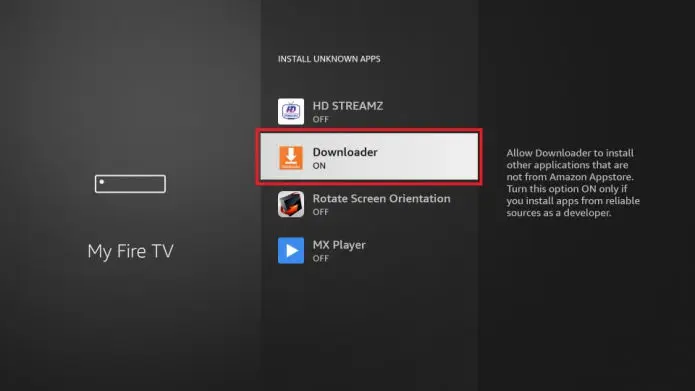 INSTALL UNKNOWN APPS
HD STREAMZ
OFF
Downloader
ON
Rotate Screen Orientation
OFF
MX Player
OFF
My Fire TV
Allow Downloader to install
other applications that are
not from Amazon Appstore.
Turn this option ON only if
you install apps from reliable
sources as a developer.